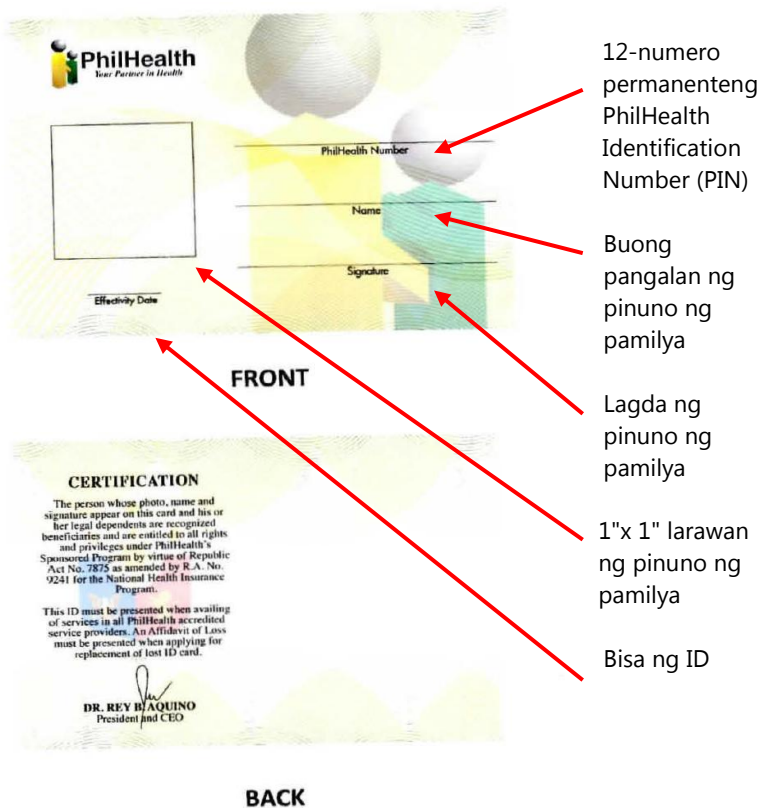 PhilHealth
Your Partner in Health
PhilHealth Number
Name
Signature
Effectivity Date
FRONT
12-numero
permanenteng
PhilHealth
Identification
Number (PIN)
Buong
pangalan ng
pinuno ng
pamilya
Lagda ng
pinuno ng
pamilya
1"x 1" larawan
ng pinuno ng
pamilya
Bisa ng ID
CERTIFICATION
The person whose photo, name and
signature appear on this card and his or
her legal dependents are recognized
beneficiaries and are entitled to all rights
and privileges under PhilHealth's
Sponsored Program by virtue of Republic
Act No. 7875 as amended by R.A. No.
9241 for the National Health Insurance
Program.
This ID must be presented when availing
of services in all PhilHealth accredited
service providers. An Affidavit of Loss
must be presented when applying for
replacement of lost ID card.
DR. REY B. AQUINO
President and CEO
BACK